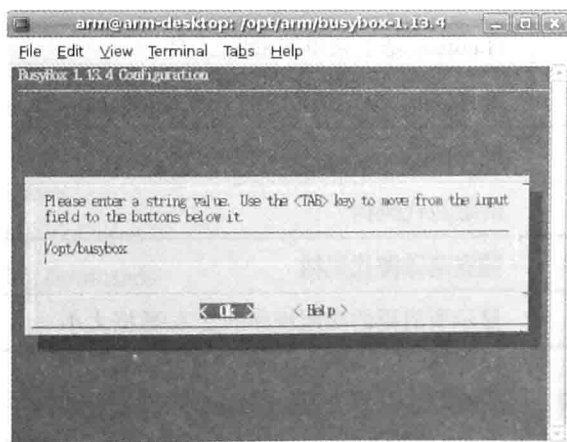 arm@arm-desktop: /opt/arm/busybox-1.13.4
File Edit View Terminal Tabs Help
BusyBox 1.13.4 Configuration
Please enter a string value. Use the <TAB> key to move from the input
field to the buttons below it.
/opt/busybox
< Ok > < Help >